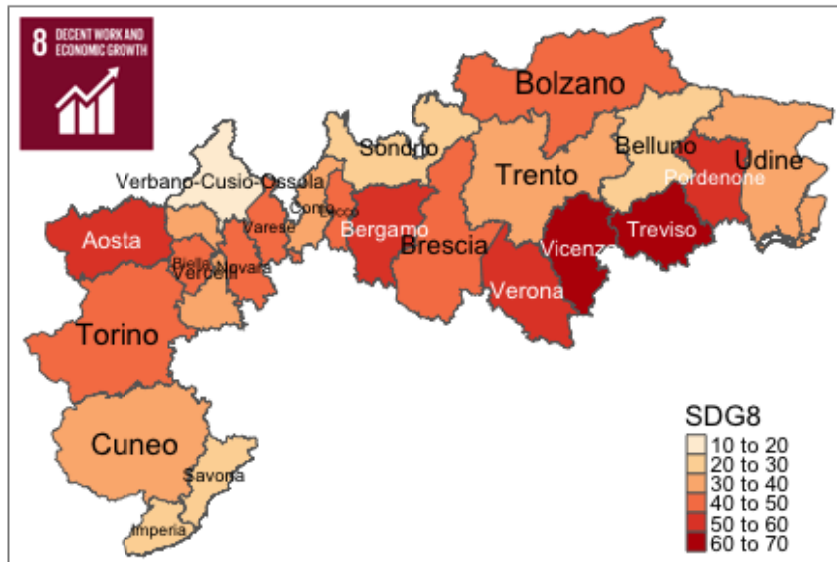 8 DECENT WORK AND
ECONOMIC GROWTH
Bolzano
Sondrio
Belluno
Udine
Verbano-Cusio-Ossola
Trento
Pordenone
Como
Lecco
Varese
Bergamo
Treviso
Aosta
Brescia
Vicenza
Biella
Novara
Vercelli
Verona
Torino
Cuneo
Savona
Imperia
SDG8
10 to 20
20 to 30
30 to 40
40 to 50
50 to 60
60 to 70